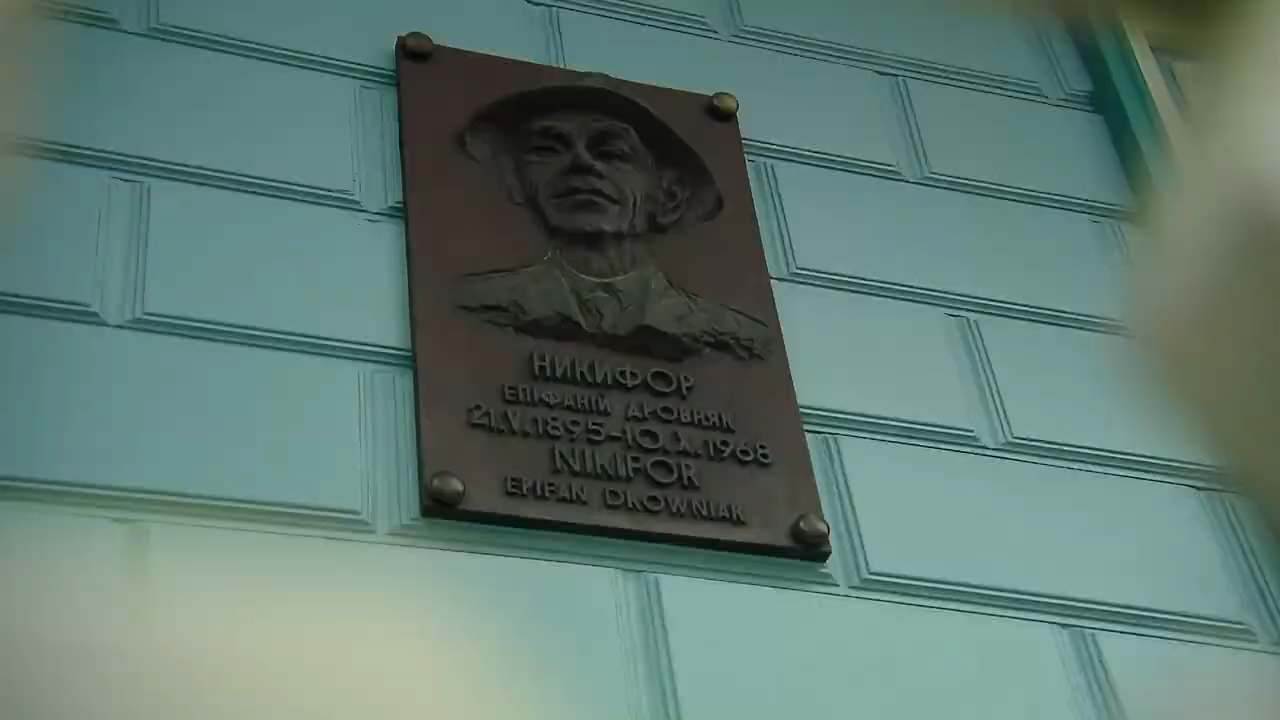 НИКИФОР
ЕПІФАНІЙ ДРОВНЯК
21.V.1895-10.X.1968
NIKIFOR
EPIFAN DROWNIAK